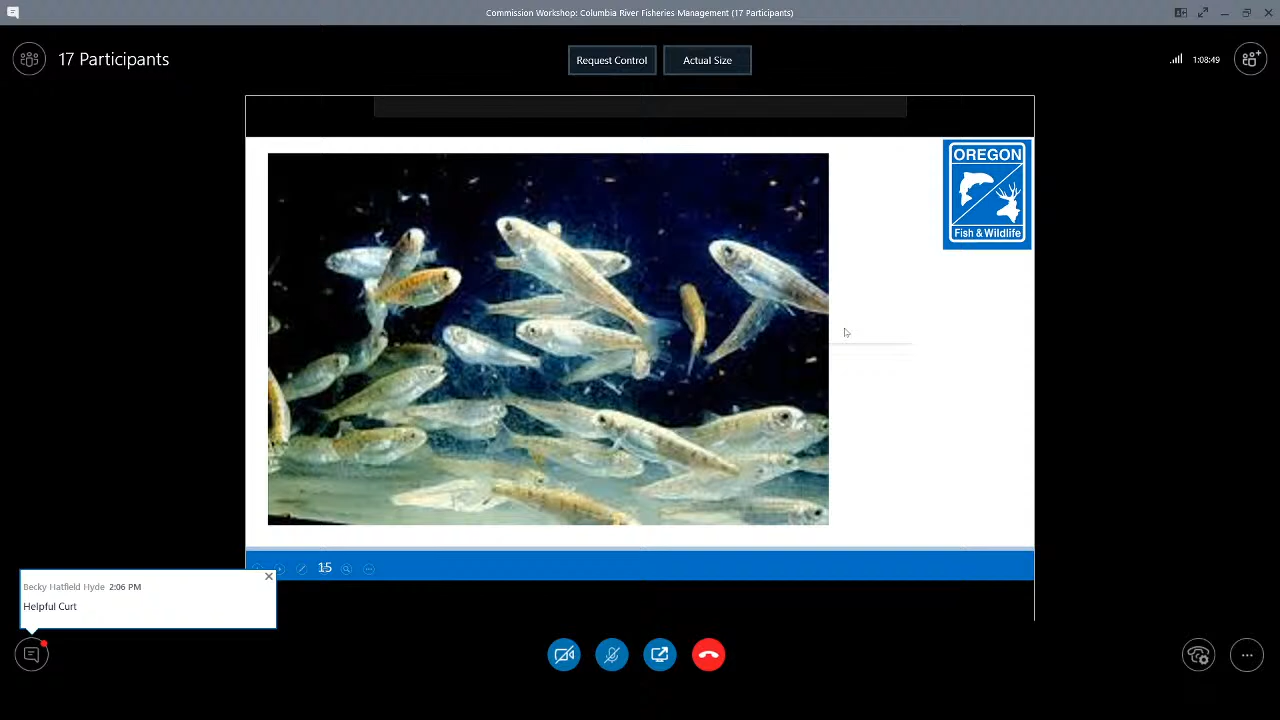 Commission Workshop: Columbia River Fisheries Management (17 Participants)
17 Participants
Request Control
Actual Size
1:08:49
OREGON
Fish & Wildlife
15
Becky Hatfield Hyde 2:06 PM
Helpful Curt